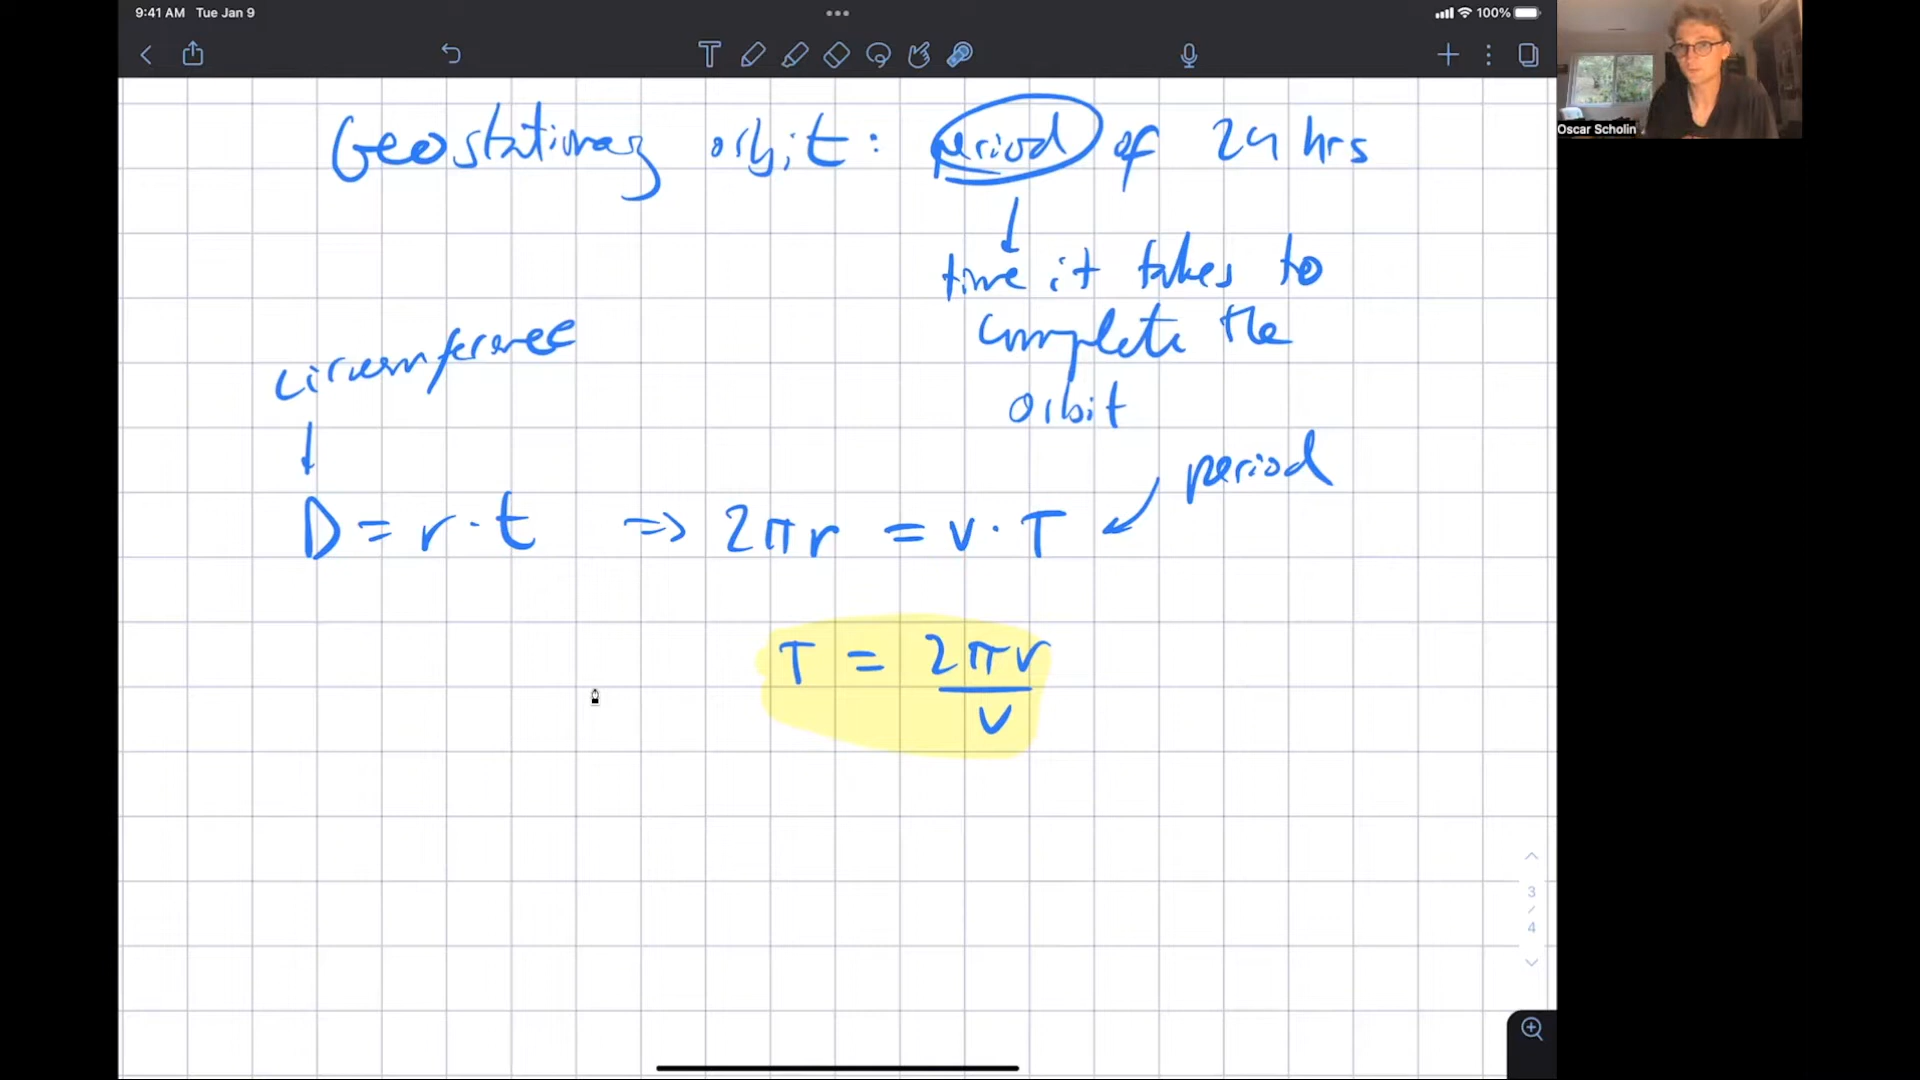 9:41 AM Tue Jan 9
100%
Oscar Scholin
Geostationary orbit: period of 24 hrs
time it takes to
complete the
orbit
circumference
period
D = r · t ⇒ 2πr = v · T
T = 2πr / v
3
/
4